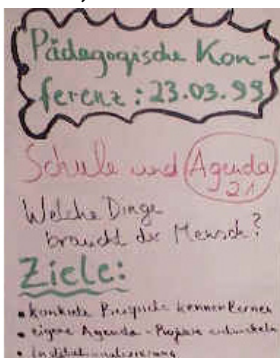 Pädagogische Kon-
ferenz: 23.03.99
Schule und Agenda
21
Welche Dinge
braucht der Mensch?
Ziele:
• konkrete Beispiele kennenlernen
• eigene Agenda-Projekte entwickeln
• Institutionalisierung